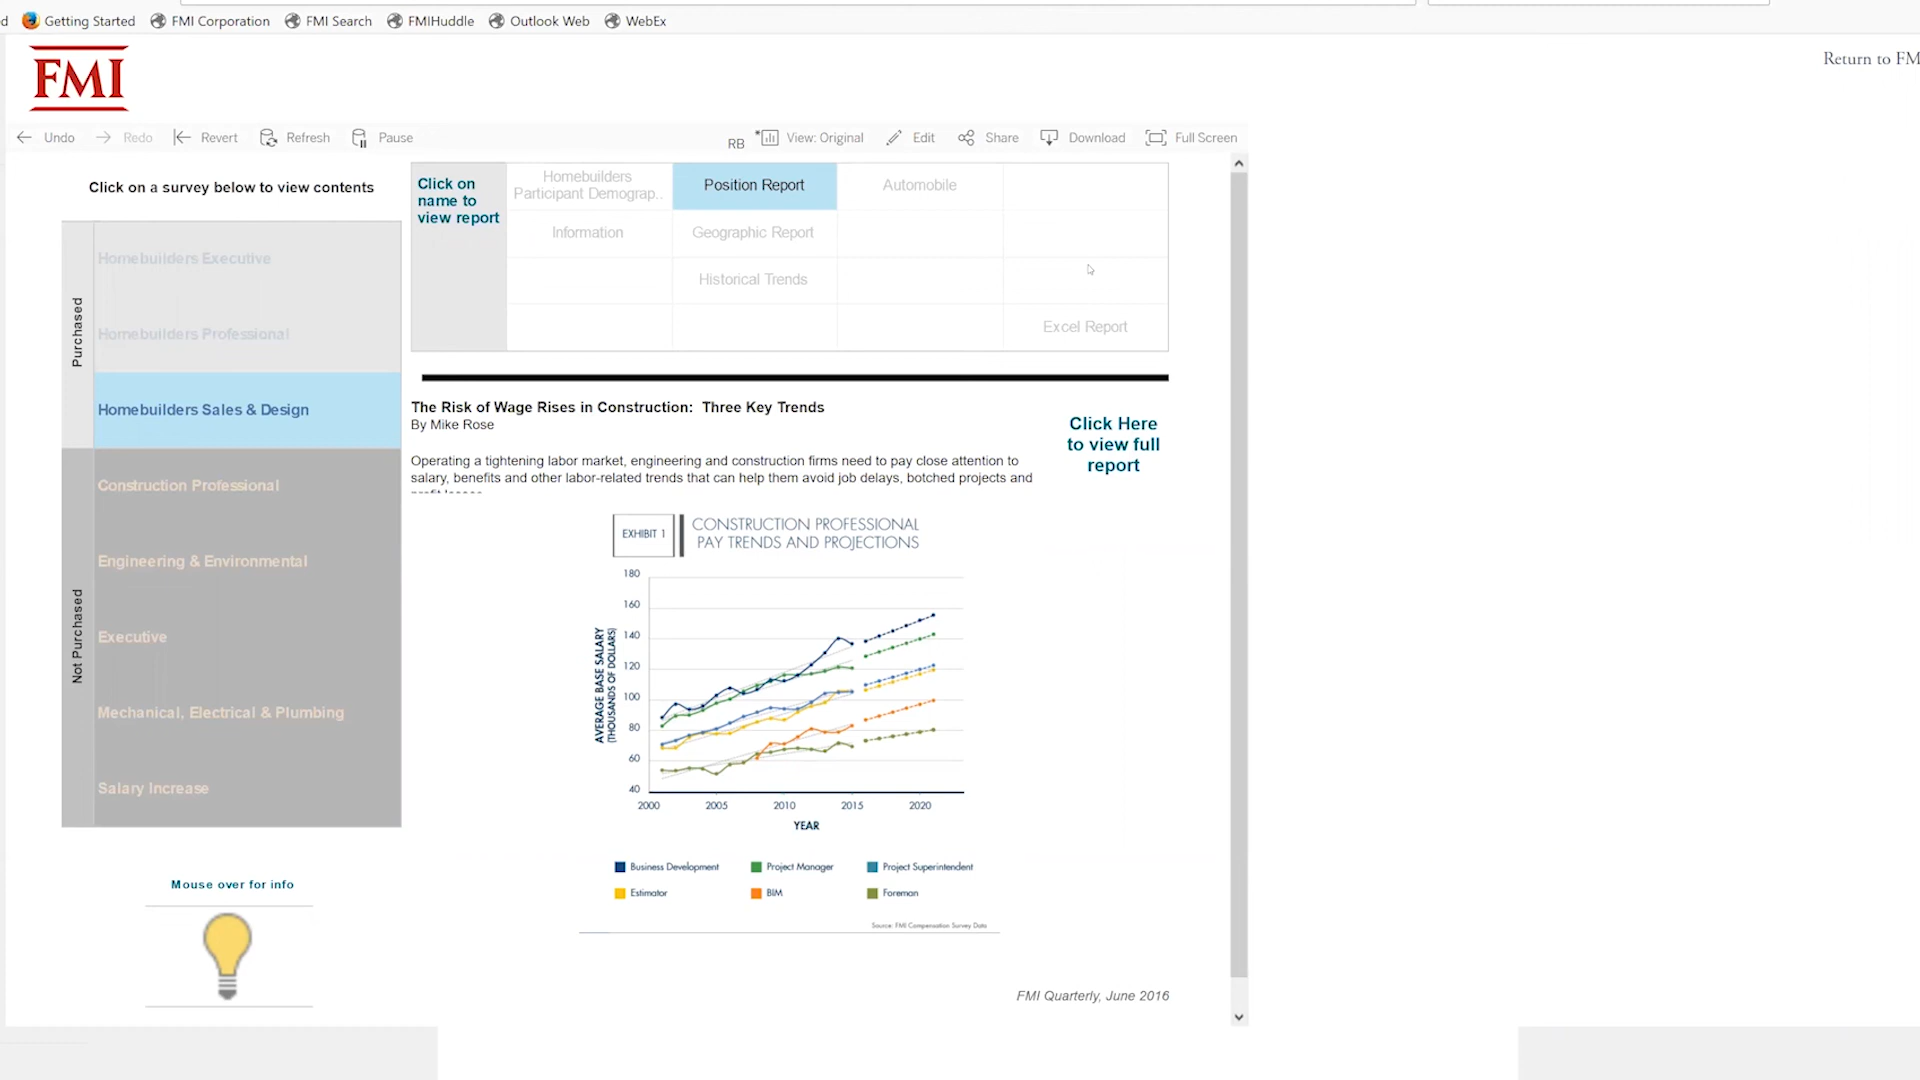 Getting Started FMI Corporation FMI Search FMIHuddle Outlook Web WebEx
FMI
Return to FM
Undo Redo Revert Refresh Pause
RB View: Original Edit Share Download Full Screen
Click on a survey below to view contents
Purchased
Homebuilders Executive
Homebuilders Professional
Homebuilders Sales & Design
Not Purchased
Construction Professional
Engineering & Environmental
Executive
Mechanical, Electrical & Plumbing
Salary Increase
Mouse over for info
Click on
name to
view report
Homebuilders
Participant Demograp..
Position Report
Automobile
Information
Geographic Report
Historical Trends
Excel Report
The Risk of Wage Rises in Construction: Three Key Trends
By Mike Rose
Operating a tightening labor market, engineering and construction firms need to pay close attention to
salary, benefits and other labor-related trends that can help them avoid job delays, botched projects and
Click Here
to view full
report
EXHIBIT 1
CONSTRUCTION PROFESSIONAL
PAY TRENDS AND PROJECTIONS
AVERAGE BASE SALARY
(THOUSANDS OF DOLLARS)
180
160
140
120
100
80
60
40
2000 2005 2010 2015 2020
YEAR
Business Development Project Manager Project Superintendent
Estimator BIM Foreman
Source: FMI Compensation Survey Data
FMI Quarterly, June 2016